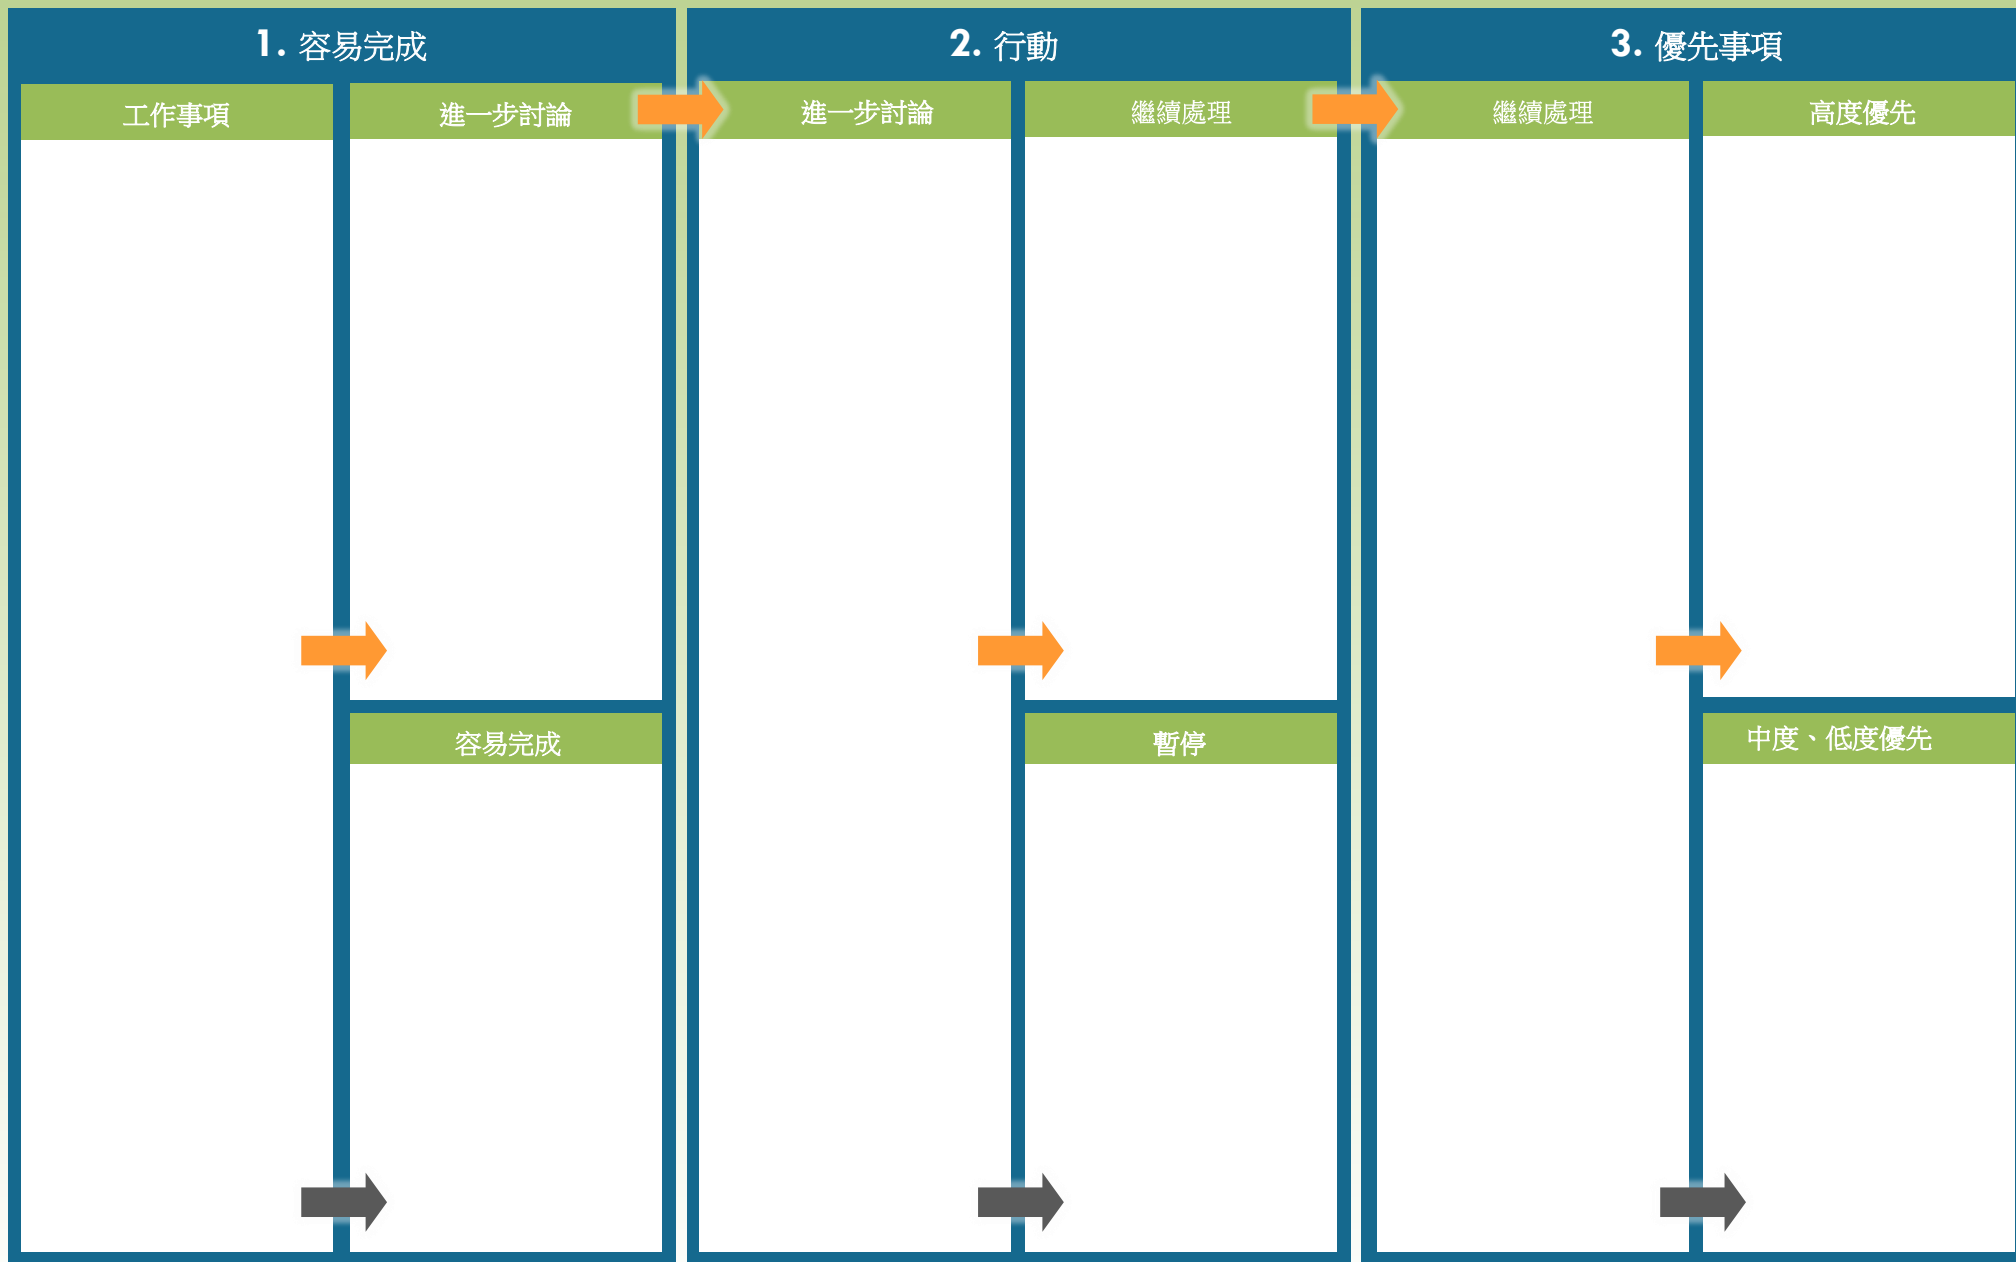 1. 容易完成
工作事項
進一步討論
容易完成
2. 行動
進一步討論
繼續處理
暫停
3. 優先事項
繼續處理
高度優先
中度、低度優先